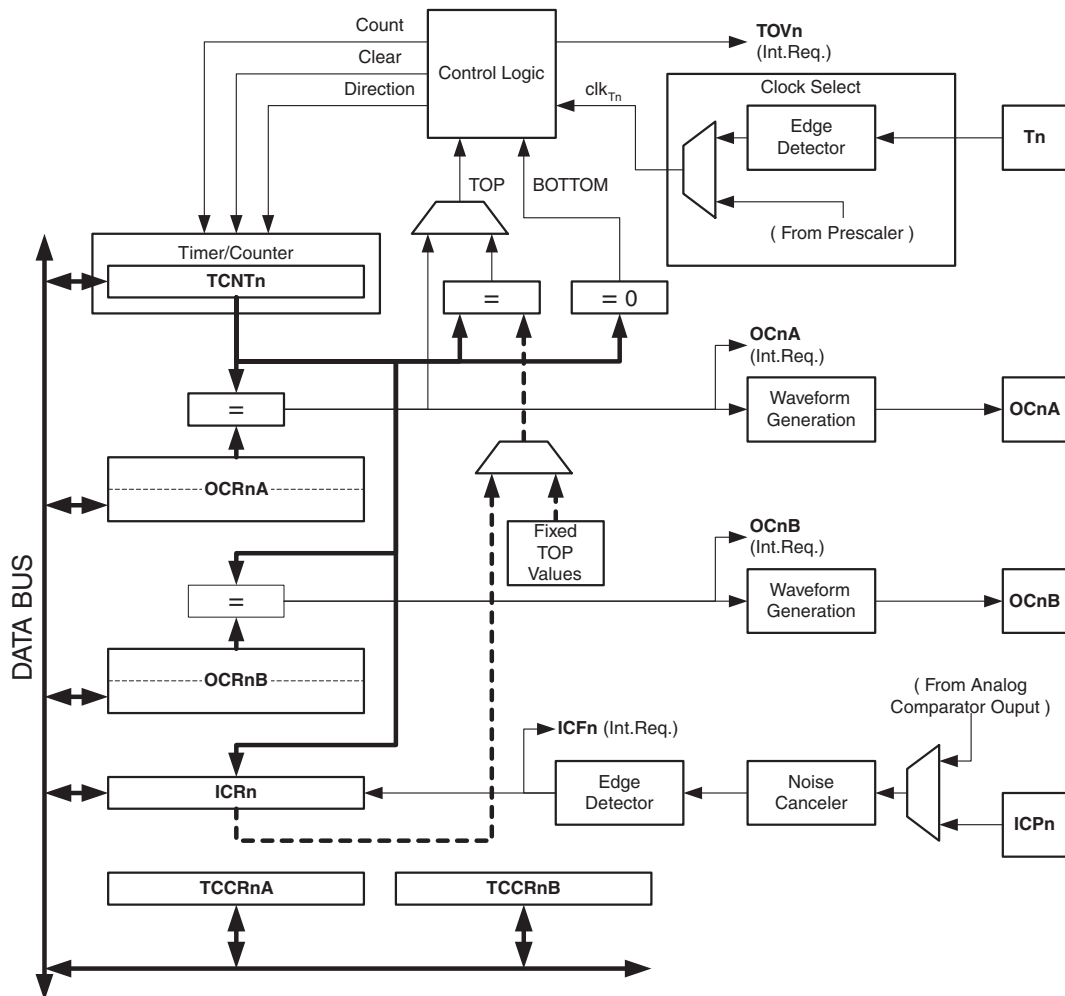 Count
Clear
Direction
Control Logic
TOVn
(Int.Req.)
clkTn
Clock Select
Edge
Detector
Tn
( From Prescaler )
TOP
BOTTOM
Timer/Counter
TCNTn
=
= 0
=
OCnA
(Int.Req.)
Waveform
Generation
OCnA
OCRnA
Fixed
TOP
Values
OCnB
(Int.Req.)
=
Waveform
Generation
OCnB
OCRnB
DATA BUS
( From Analog
Comparator Ouput )
ICFn (Int.Req.)
ICRn
Edge
Detector
Noise
Canceler
ICPn
TCCRnA
TCCRnB